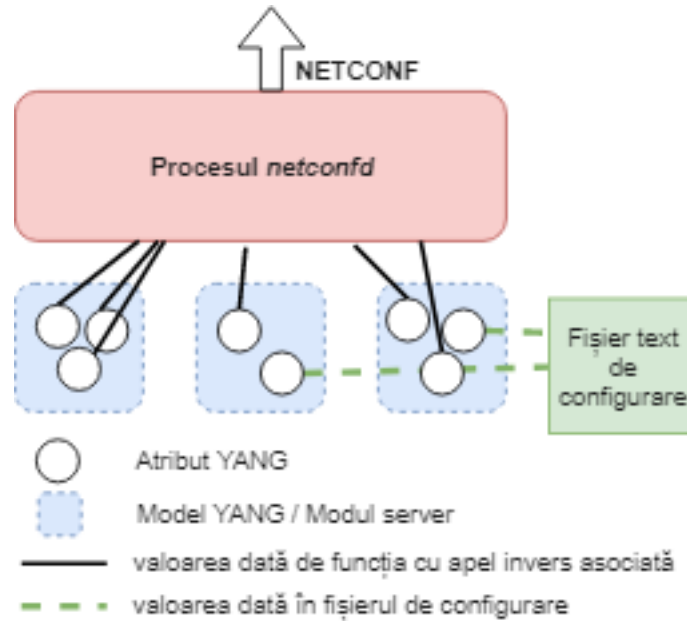 NETCONF
Procesul netconfd
Fișier text
de
configurare
Atribut YANG
Model YANG / Modul server
valoarea dată de funcția cu apel invers asociată
valoarea dată în fișierul de configurare